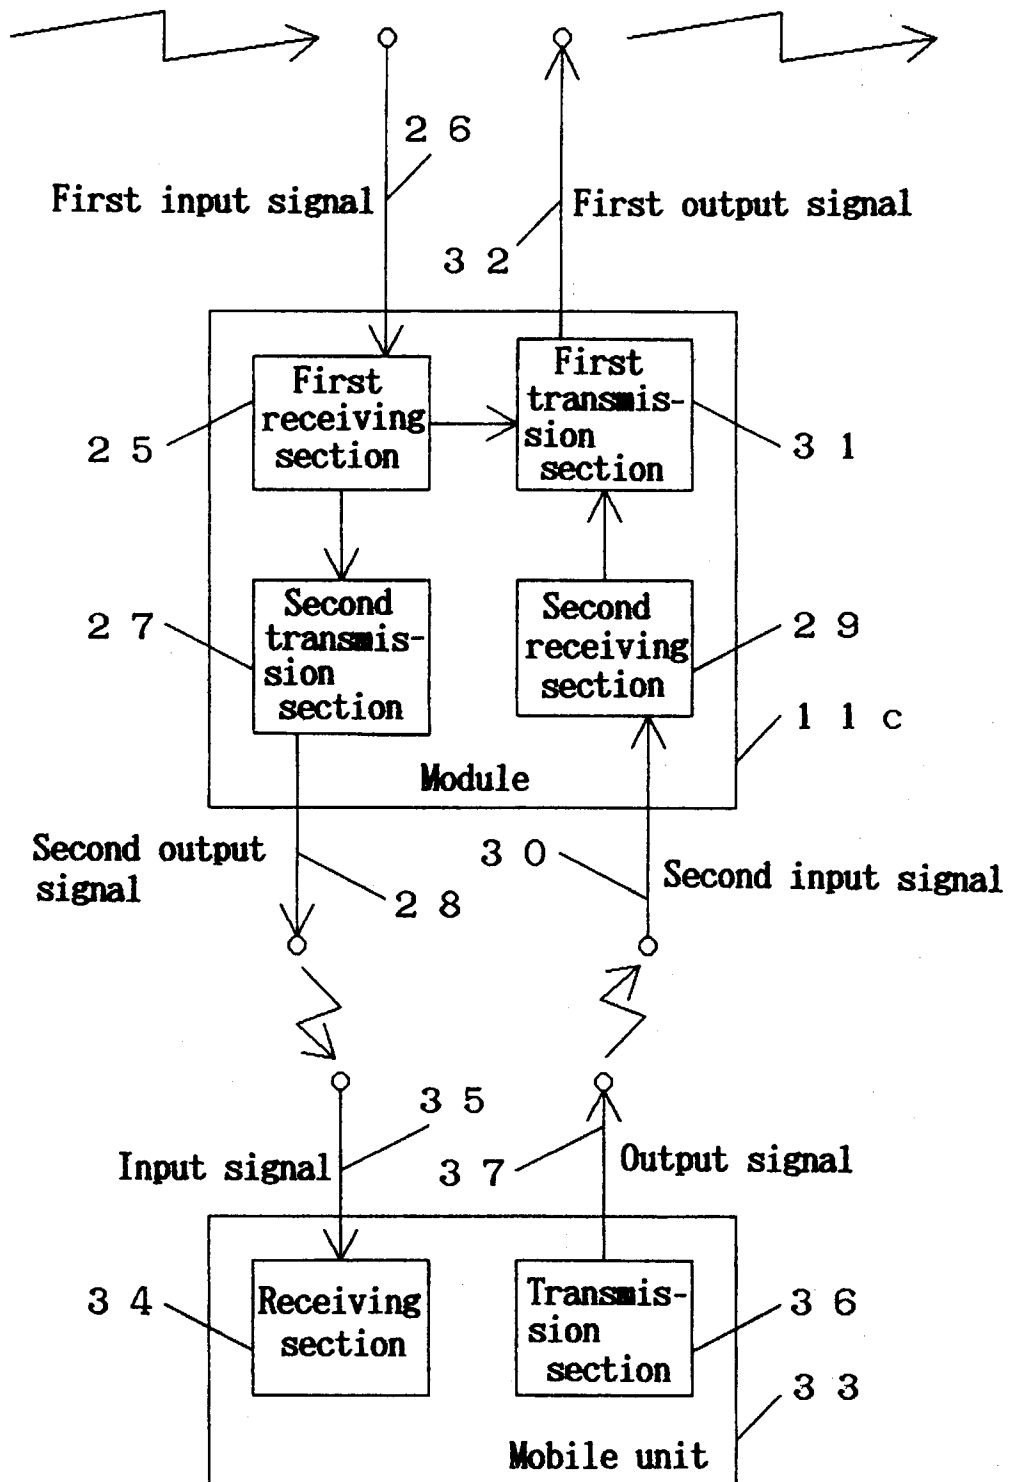 2 6
First input signal
First output signal
3 2
First
receiving
section
First
transmis-
sion
section
2 5
3 1
Second
transmis-
sion
section
Second
receiving
section
2 7
2 9
1 1 c
Module
Second output
signal
3 0
2 8
Second input signal
3 5
Input signal
3 7
Output signal
3 4
Receiving
section
Transmis-
sion
section
3 6
3 3
Mobile unit